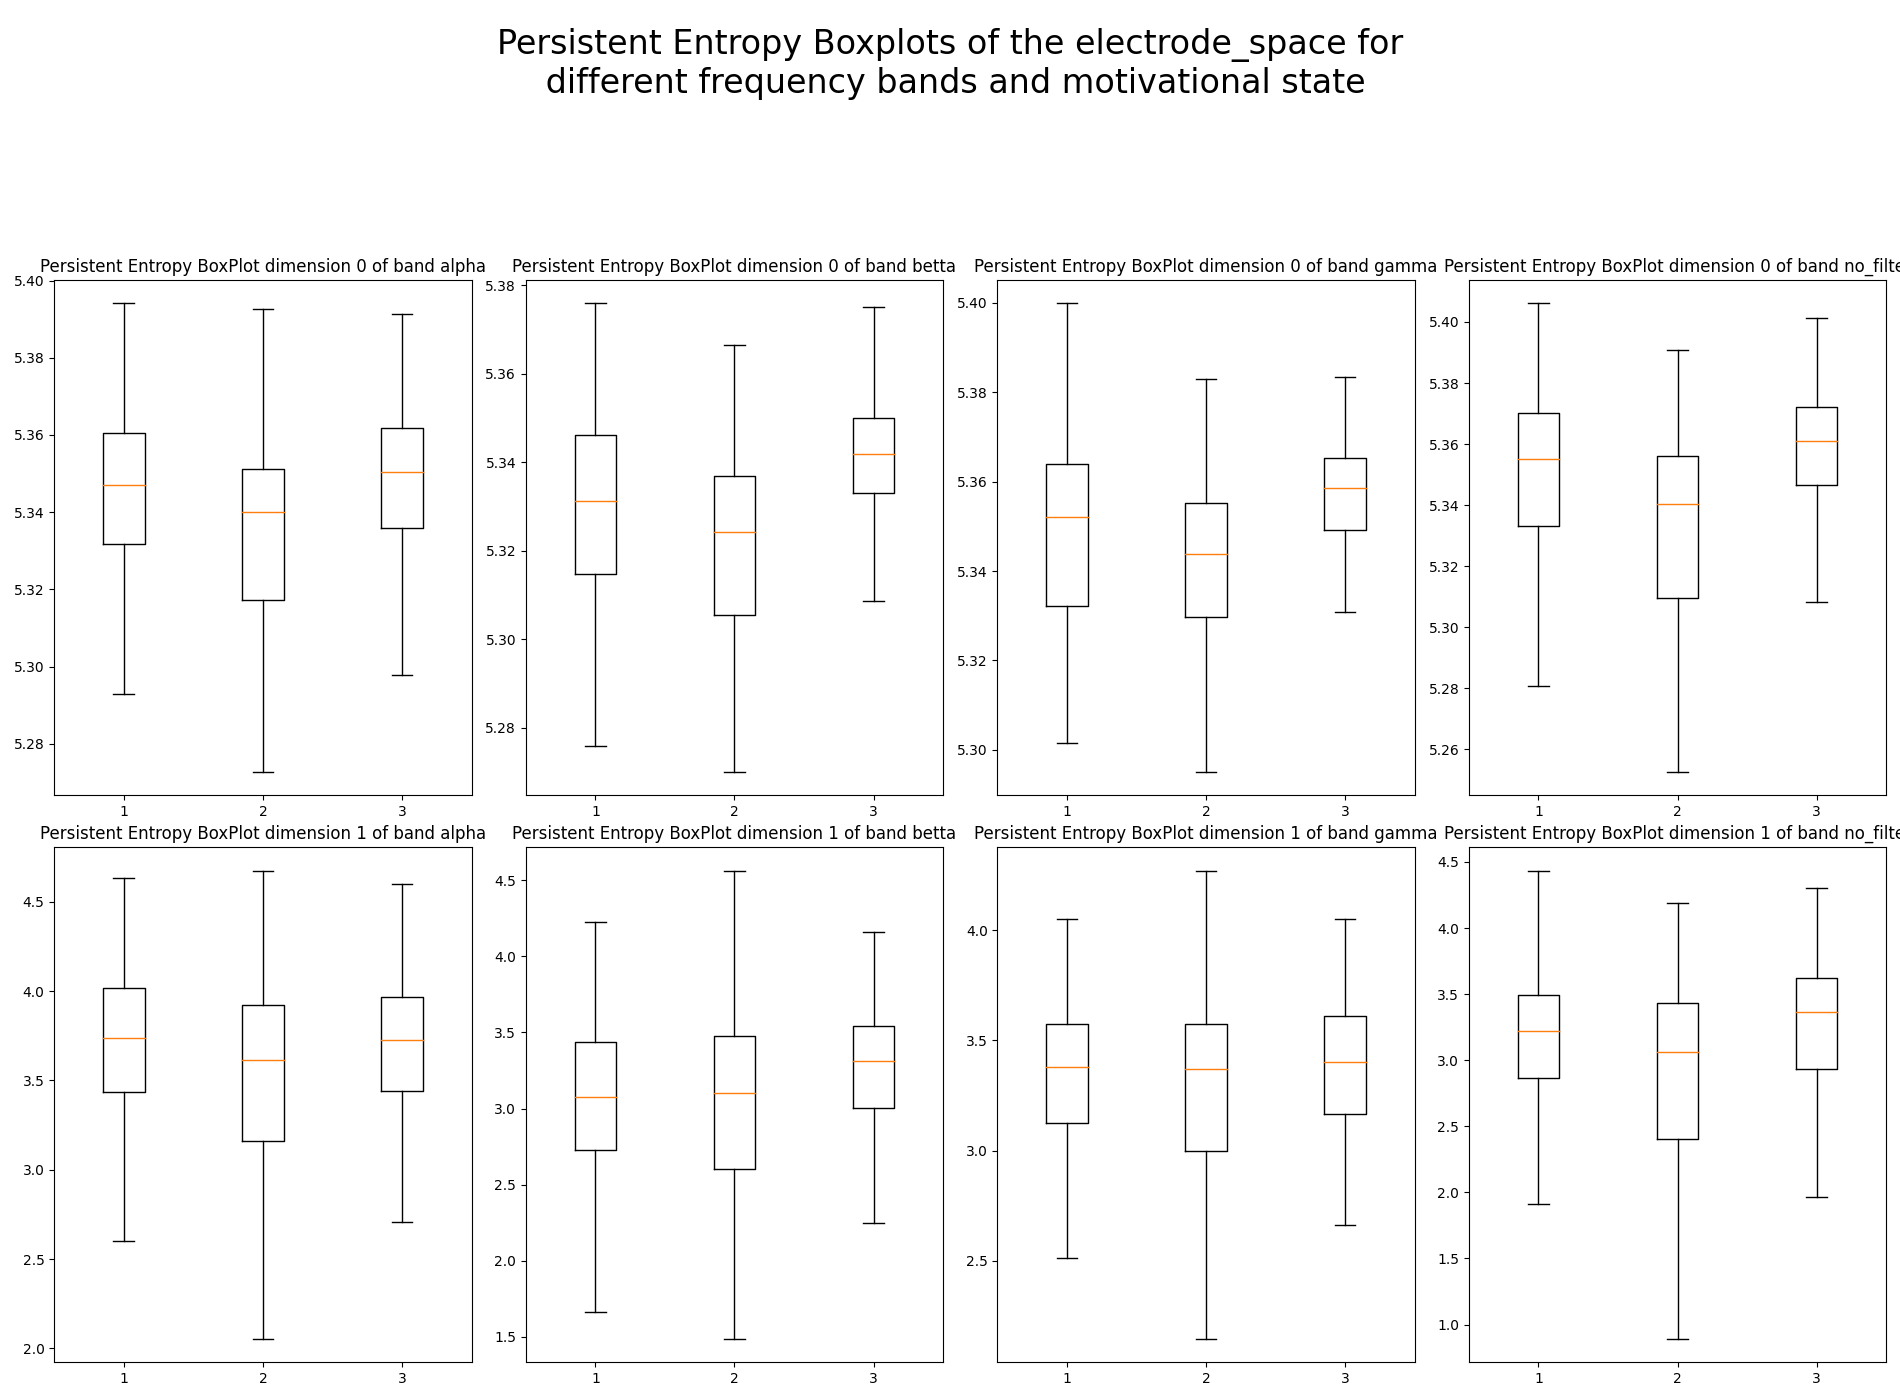 Persistent Entropy Boxplots of the electrode_space for
different frequency bands and motivational state
Persistent Entropy BoxPlot dimension 0 of band alpha
5.40
5.38
5.36
5.34
5.32
5.30
5.28
1 2 3
Persistent Entropy BoxPlot dimension 0 of band betta
5.38
5.36
5.34
5.32
5.30
5.28
1 2 3
Persistent Entropy BoxPlot dimension 0 of band gamma
5.40
5.38
5.36
5.34
5.32
5.30
1 2 3
Persistent Entropy BoxPlot dimension 0 of band no_filte
5.40
5.38
5.36
5.34
5.32
5.30
5.28
5.26
1 2 3
Persistent Entropy BoxPlot dimension 1 of band alpha
4.5
4.0
3.5
3.0
2.5
2.0
1 2 3
Persistent Entropy BoxPlot dimension 1 of band betta
4.5
4.0
3.5
3.0
2.5
2.0
1.5
1 2 3
Persistent Entropy BoxPlot dimension 1 of band gamma
4.0
3.5
3.0
2.5
1 2 3
Persistent Entropy BoxPlot dimension 1 of band no_filte
4.5
4.0
3.5
3.0
2.5
2.0
1.5
1.0
1 2 3